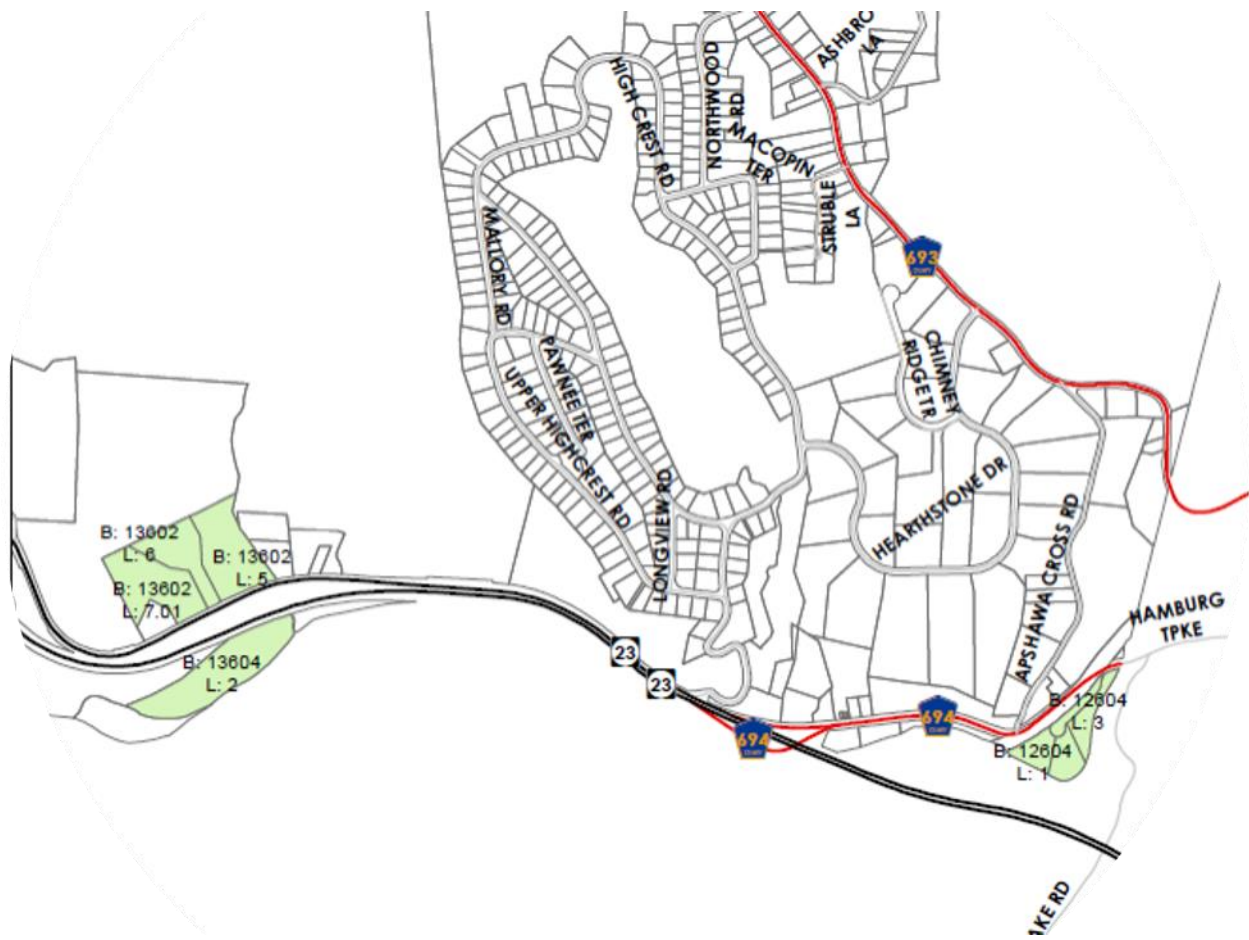 ASHBRO
LA
HIGH CREST RD
NORTHWOOD
RD
MACOPIN
TER
STRUBLE
LA
MALLORY RD
693
CHIMNEY
RIDGE TR
PAWNEE TER
UPPER HIGHCREST RD
LONGVIEW RD
HEARTHSTONE DR
APSHAWA CROSS RD
B: 13602
L: 6
B: 13602
L: 5
B: 13602
L: 7.01
HAMBURG
TPKE
B: 13604
L: 2
23
23
694
694
B: 12604
L: 3
B: 12604
L: 1
AKE RD